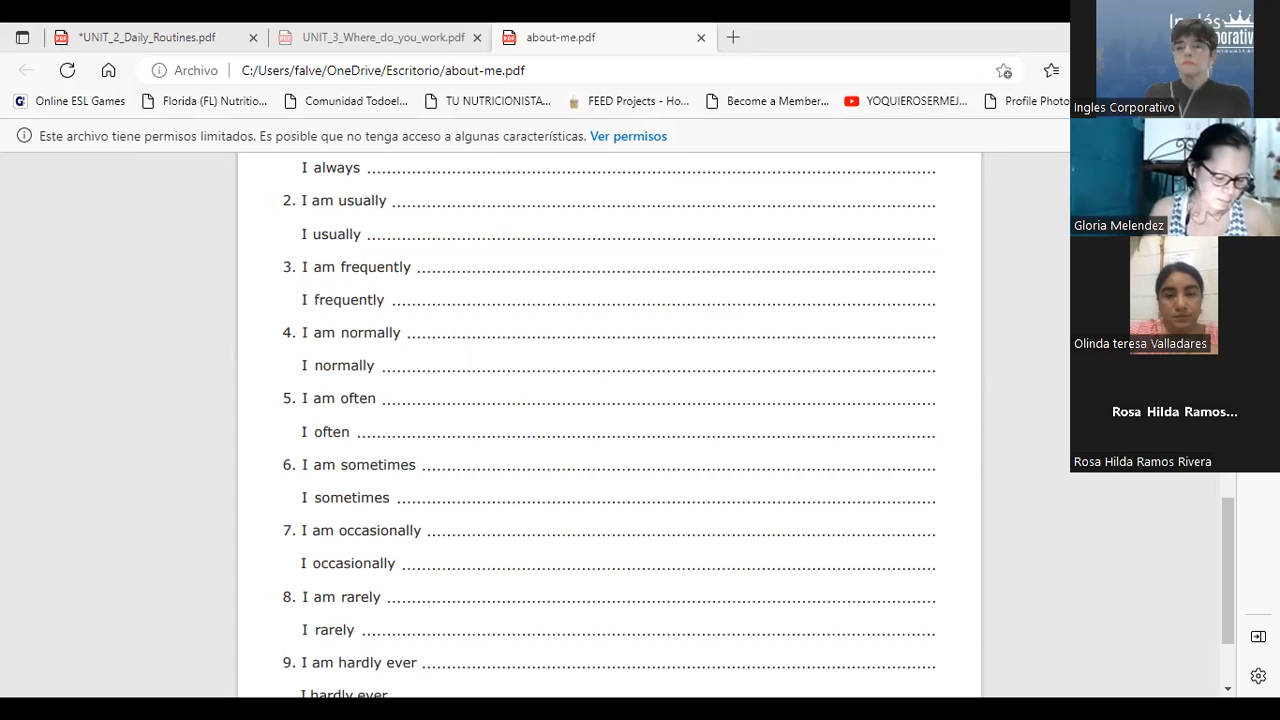 *UNIT_2_Daily_Routines.pdf
UNIT_3_Where_do_you_work.pdf
about-me.pdf
Archivo
C:/Users/falve/OneDrive/Escritorio/about-me.pdf
Online ESL Games
Florida (FL) Nutritio...
Comunidad Todoel...
TU NUTRICIONISTA...
FEED Projects - Ho...
Become a Member...
YOQUIEROSERMEJ...
Profile Photo
Este archivo tiene permisos limitados. Es posible que no tenga acceso a algunas características. Ver permisos
I always ................................................
2. I am usually ................................................
I usually ................................................
3. I am frequently ................................................
I frequently ................................................
4. I am normally ................................................
I normally ................................................
5. I am often ................................................
I often ................................................
6. I am sometimes ................................................
I sometimes ................................................
7. I am occasionally ................................................
I occasionally ................................................
8. I am rarely ................................................
I rarely ................................................
9. I am hardly ever ................................................
I hardly ever
Inglés
Ingles Corporativo
Gloria Melendez
Olinda teresa Valladares
Rosa Hilda Ramos...
Rosa Hilda Ramos Rivera